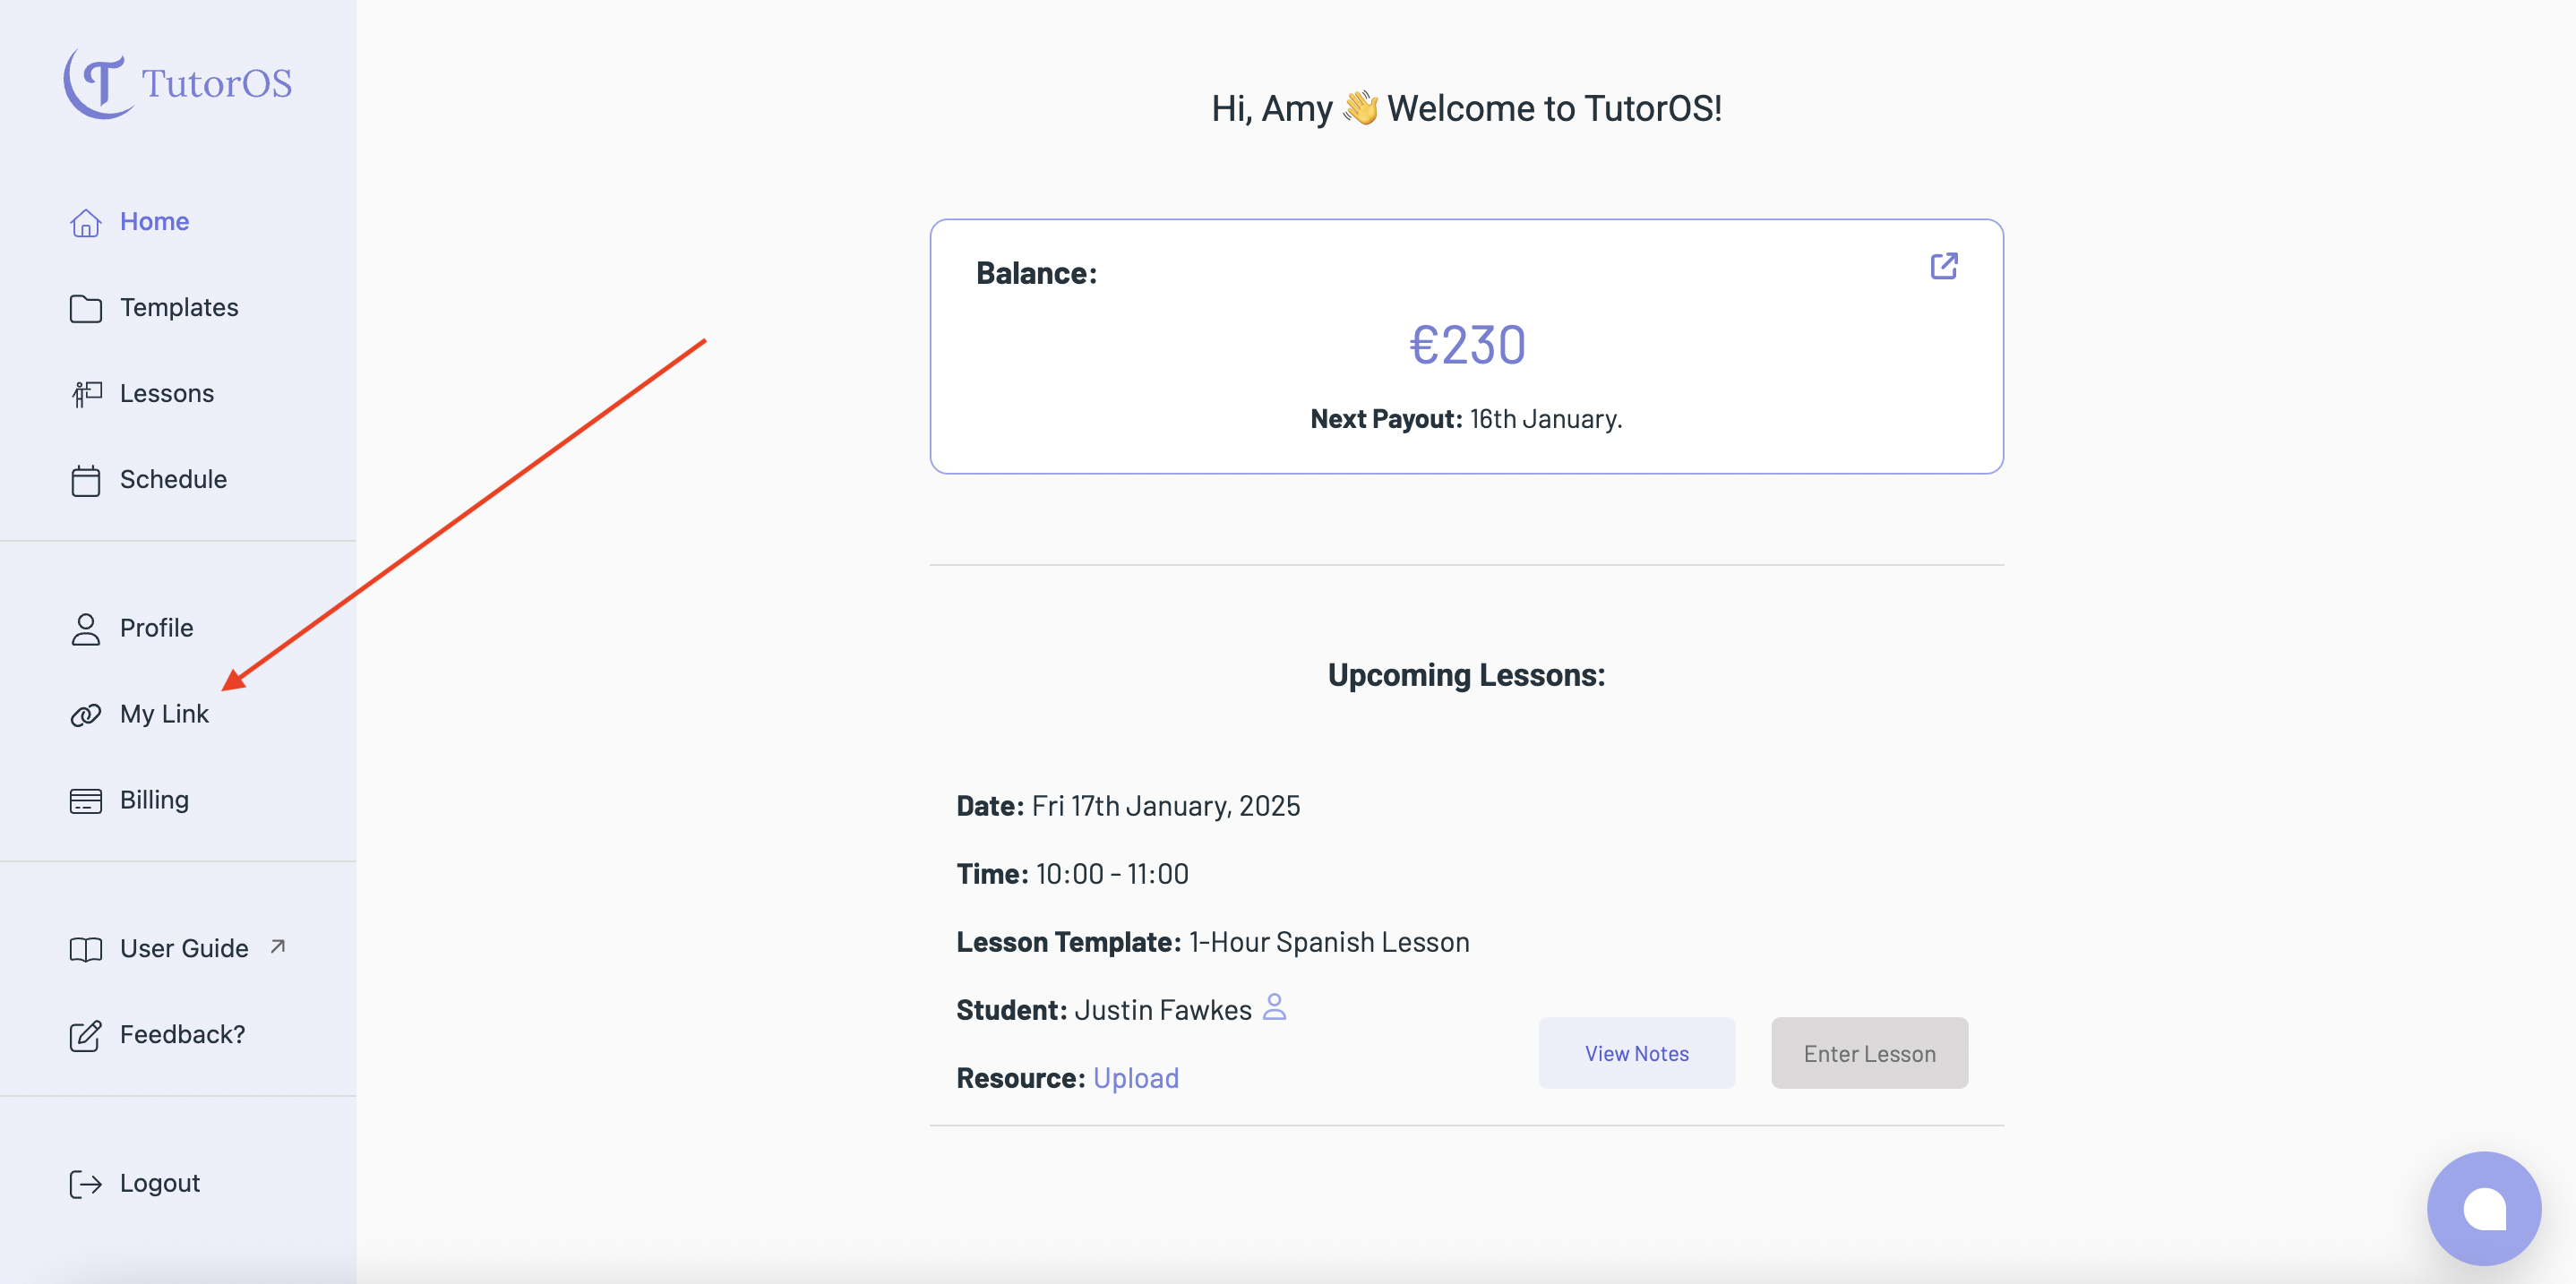 TutorOS
Home
Templates
Lessons
Schedule
Profile
My Link
Billing
User Guide
Feedback?
Logout
Hi, Amy 👋 Welcome to TutorOS!
Balance:
€230
Next Payout: 16th January.
Upcoming Lessons:
Date: Fri 17th January, 2025
Time: 10:00 - 11:00
Lesson Template: 1-Hour Spanish Lesson
Student: Justin Fawkes
Resource: Upload
View Notes
Enter Lesson